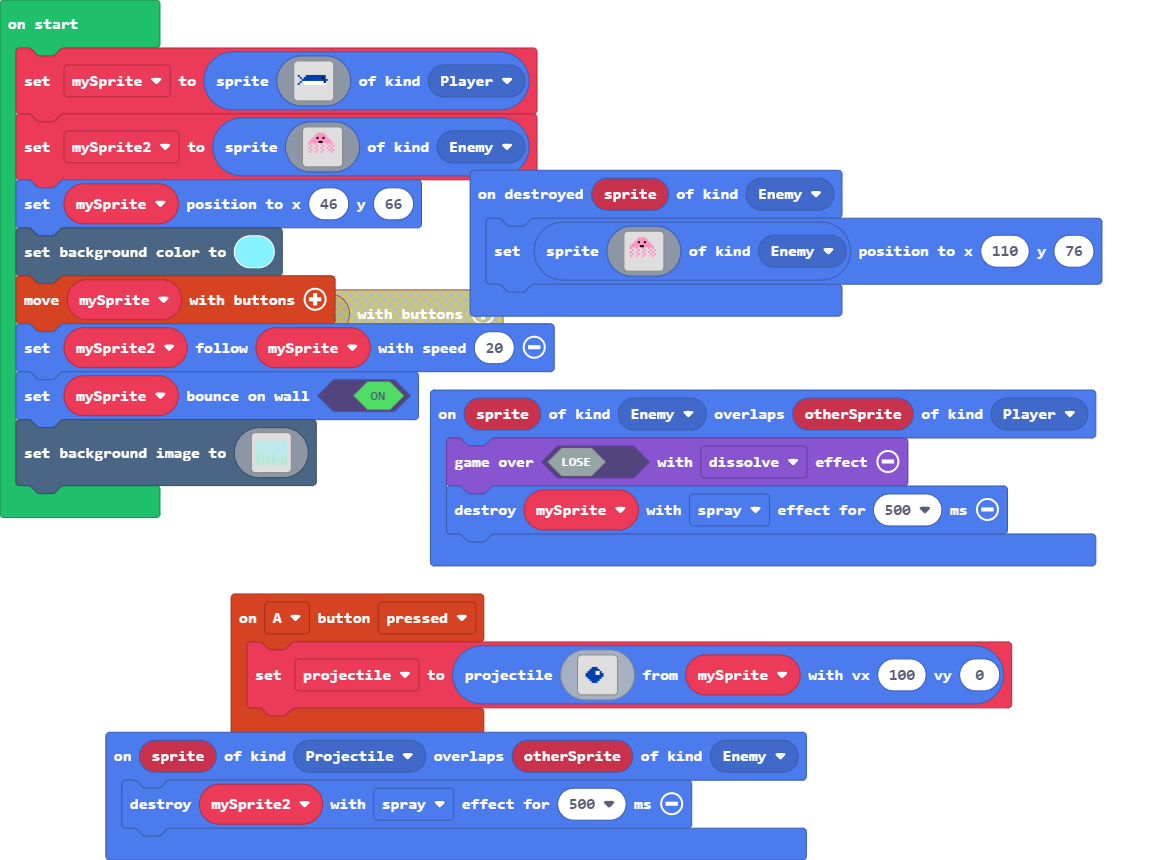 on start
set mySprite to sprite of kind Player
set mySprite2 to sprite of kind Enemy
set mySprite position to x 46 y 66
set background color to
move mySprite with buttons
with buttons
set mySprite2 follow mySprite with speed 20
set mySprite bounce on wall ON
set background image to
on destroyed sprite of kind Enemy
set sprite of kind Enemy position to x 110 y 76
on sprite of kind Enemy overlaps otherSprite of kind Player
game over LOSE with dissolve effect
destroy mySprite with spray effect for 500 ms
on A button pressed
set projectile to projectile from mySprite with vx 100 vy 0
on sprite of kind Projectile overlaps otherSprite of kind Enemy
destroy mySprite2 with spray effect for 500 ms